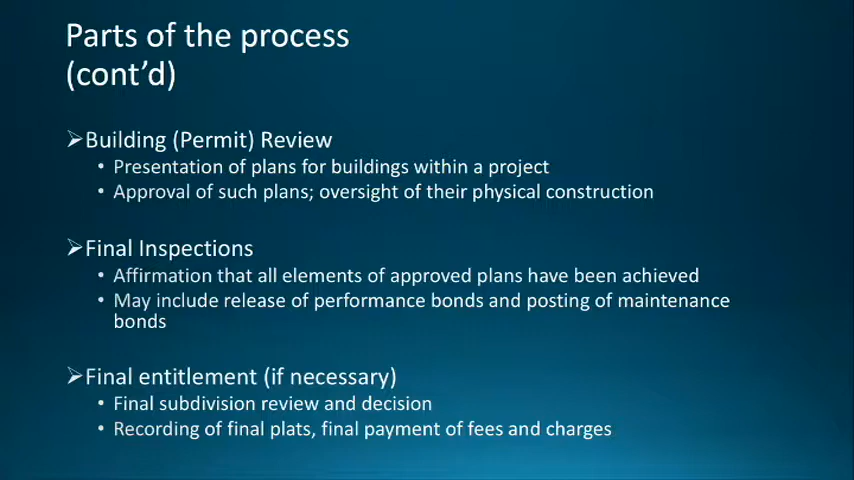 Parts of the process
(cont’d)
➢Building (Permit) Review
• Presentation of plans for buildings within a project
• Approval of such plans; oversight of their physical construction
➢Final Inspections
• Affirmation that all elements of approved plans have been achieved
• May include release of performance bonds and posting of maintenance
bonds
➢Final entitlement (if necessary)
• Final subdivision review and decision
• Recording of final plats, final payment of fees and charges